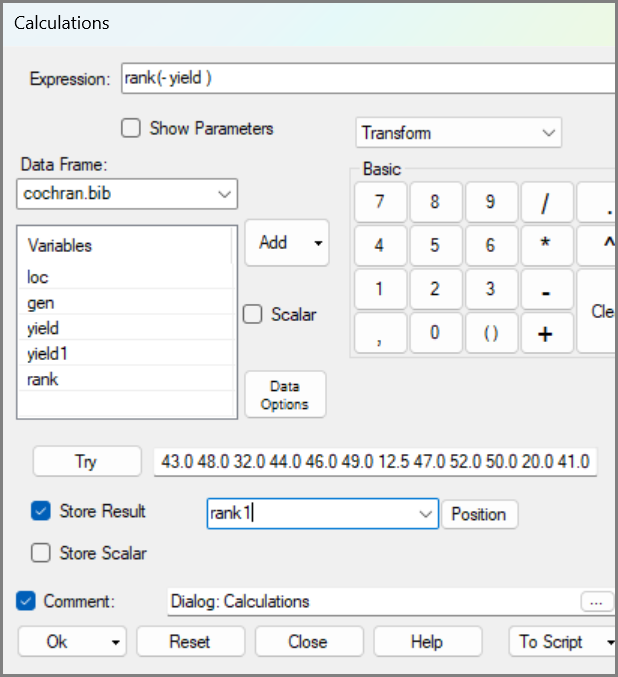 Calculations
Expression: rank(- yield )
Show Parameters Transform
Data Frame: Basic
cochran.bib 7 8 9 / .
Variables Add 4 5 6 * ^
loc 1 2 3 -
gen Scalar
yield , 0 ( ) +
yield1
rank Data Options
Try 43.0 48.0 32.0 44.0 46.0 49.0 12.5 47.0 52.0 50.0 20.0 41.0
Store Result rank1 Position
Store Scalar
Comment: Dialog: Calculations ...
Ok Reset Close Help To Script